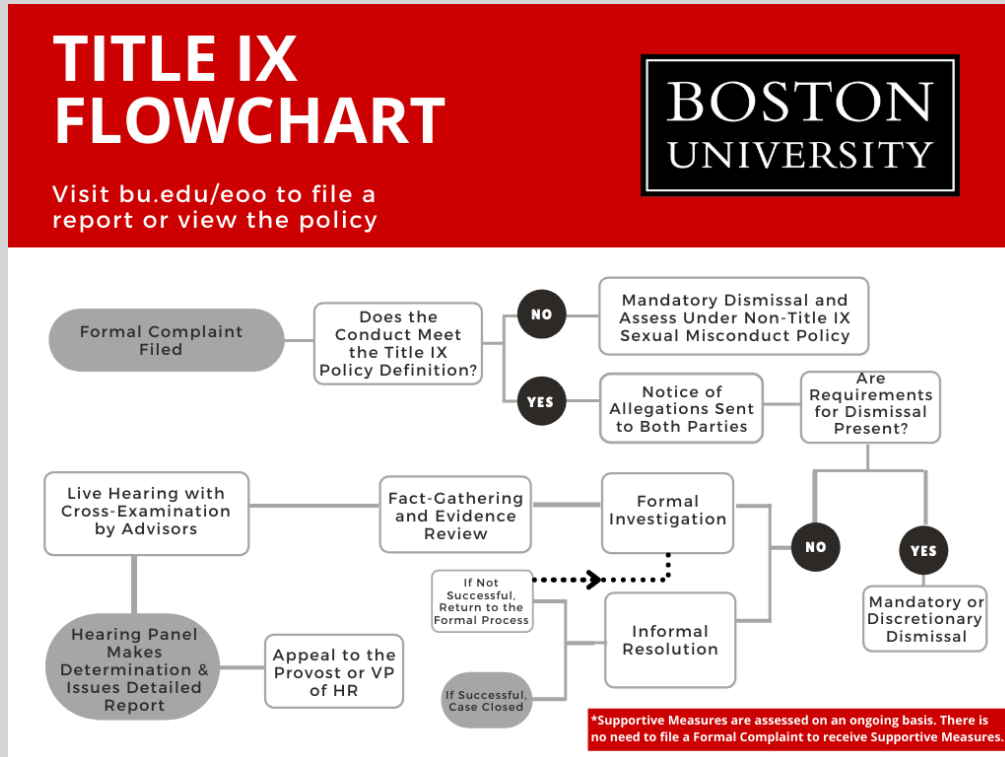 TITLE IX
FLOWCHART
Visit bu.edu/eoo to file a
report or view the policy
BOSTON
UNIVERSITY
Formal Complaint
Filed
Does the
Conduct Meet
the Title IX
Policy Definition?
NO
Mandatory Dismissal and
Assess Under Non-Title IX
Sexual Misconduct Policy
YES
Notice of
Allegations Sent
to Both Parties
Are
Requirements
for Dismissal
Present?
NO
YES
Mandatory or
Discretionary
Dismissal
Formal
Investigation
Fact-Gathering
and Evidence
Review
Live Hearing with
Cross-Examination
by Advisors
Informal
Resolution
If Not
Successful,
Return to the
Formal Process
If Successful,
Case Closed
Hearing Panel
Makes
Determination &
Issues Detailed
Report
Appeal to the
Provost or VP
of HR
*Supportive Measures are assessed on an ongoing basis. There is
no need to file a Formal Complaint to receive Supportive Measures.